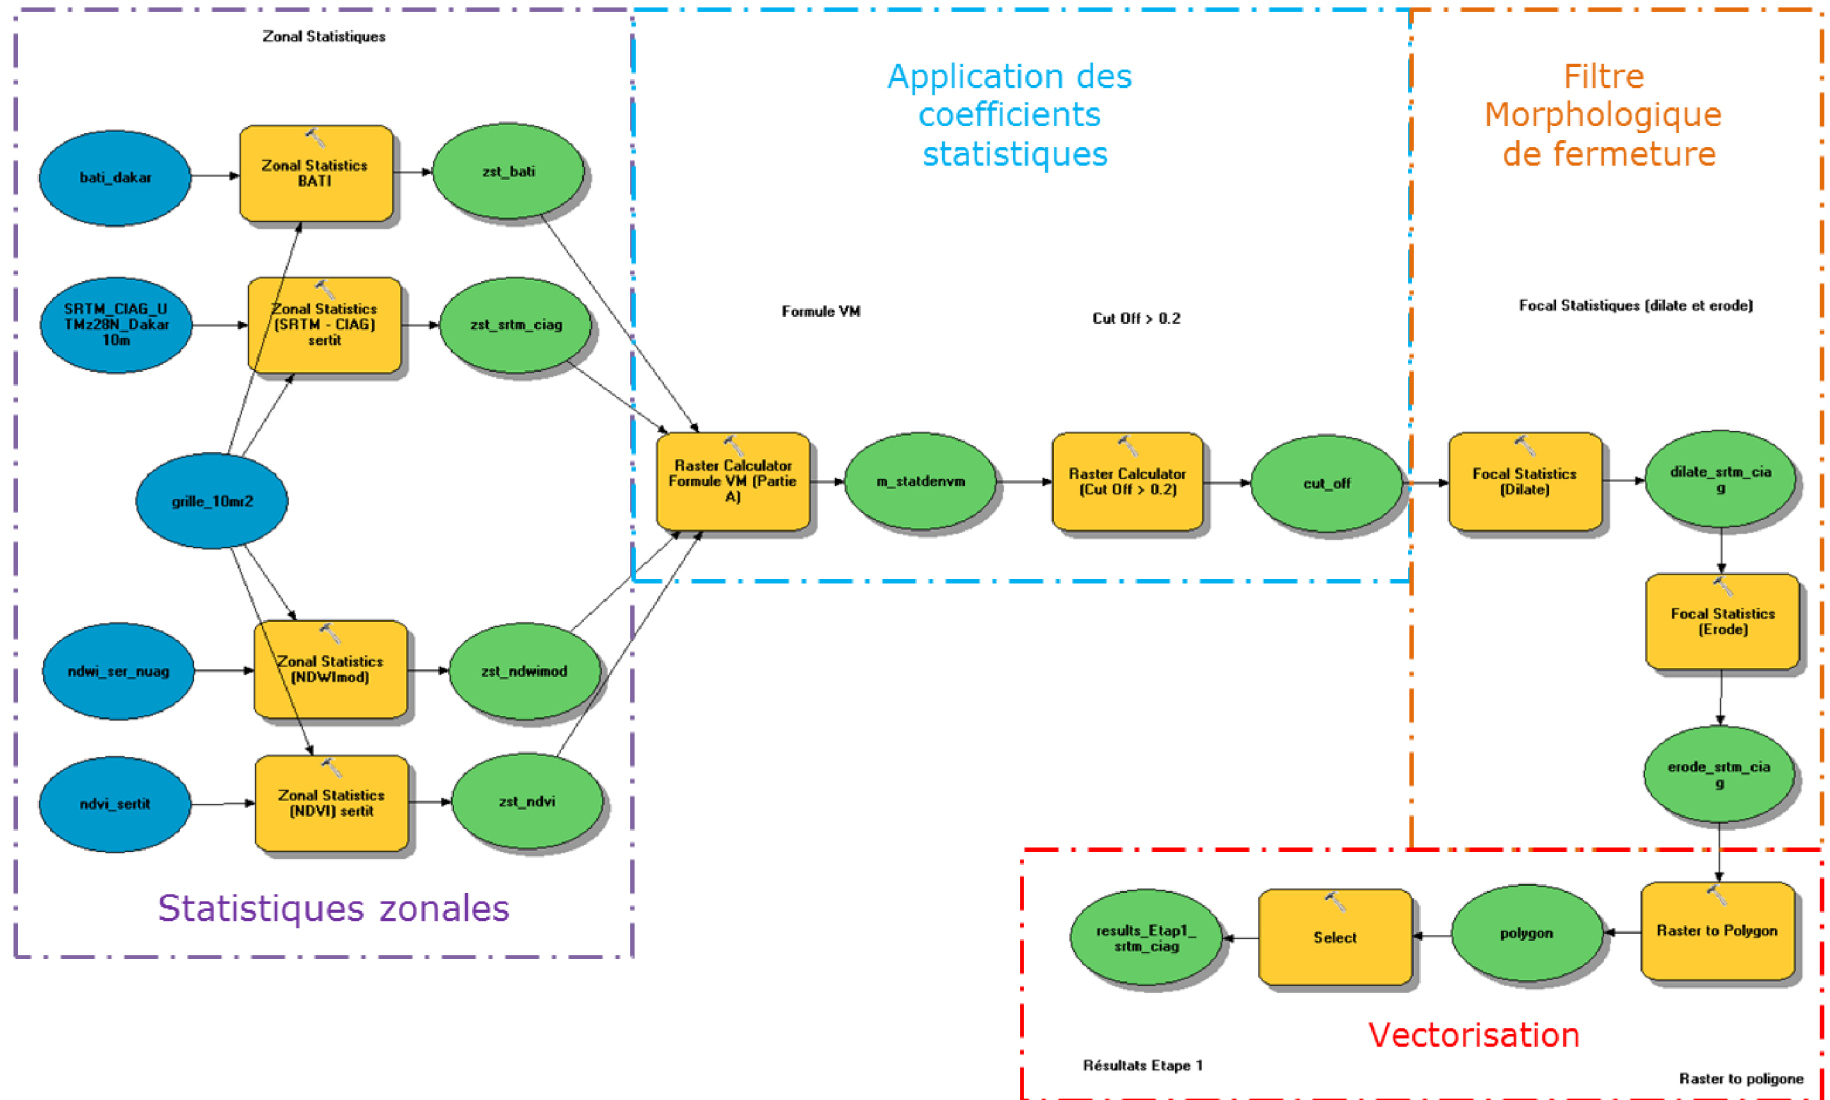 Zonal Statistiques
bati_dakar
Zonal Statistics
BATI
zst_bati
SRTM_CIAG_U
TMz28N_Dakar
10m
Zonal Statistics
(SRTM - CIAG)
sertit
zst_srtm_ciag
grille_10mr2
ndwi_ser_nuag
Zonal Statistics
(NDWImod)
zst_ndwimod
ndvi_sertit
Zonal Statistics
(NDVI) sertit
zst_ndvi
Statistiques zonales
Application des
coefficients
statistiques
Formule VM
Cut Off > 0.2
Raster Calculator
Formule VM (Partie
A)
m_statdenvm
Raster Calculator
(Cut Off > 0.2)
cut_off
Filtre
Morphologique
de fermeture
Focal Statistiques (dilate et erode)
Focal Statistics
(Dilate)
dilate_srtm_cia
g
Focal Statistics
(Erode)
erode_srtm_cia
g
Raster to Polygon
polygon
Select
results_Etap1_
srtm_ciag
Vectorisation
Résultats Etape 1
Raster to poligone